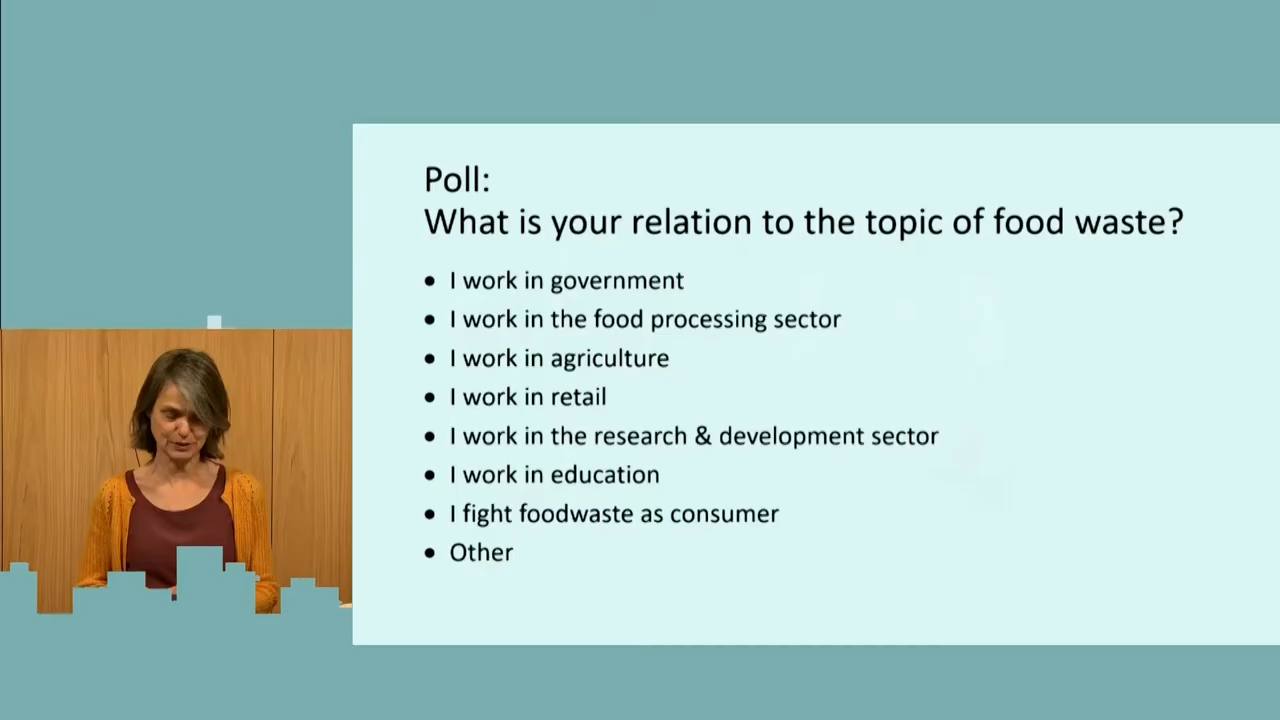 Poll:
What is your relation to the topic of food waste?
• I work in government
• I work in the food processing sector
• I work in agriculture
• I work in retail
• I work in the research & development sector
• I work in education
• I fight foodwaste as consumer
• Other